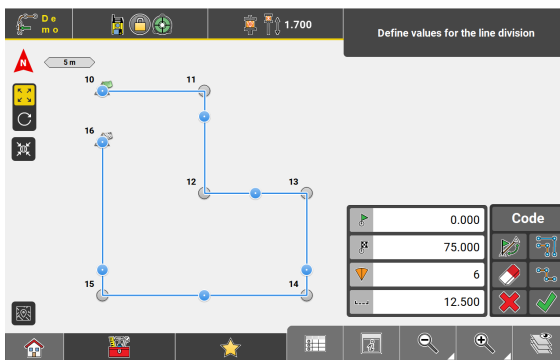 De
mo
1.700
Define values for the line division
N
5 m
10
11
16
12
13
0.000
Code
75.000
6
15
14
12.500